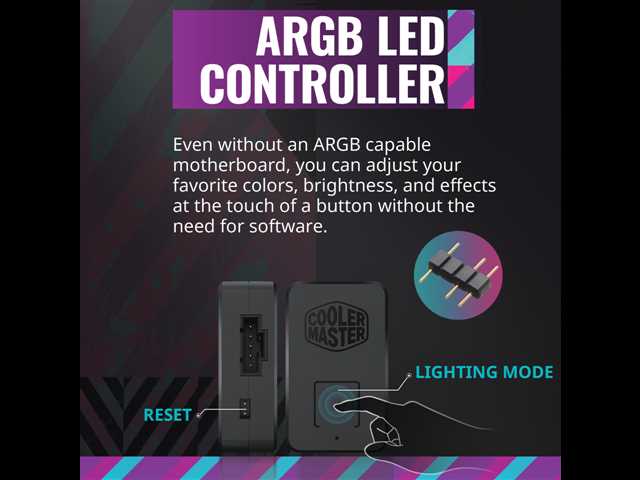 ARGB LED
CONTROLLER
Even without an ARGB capable
motherboard, you can adjust your
favorite colors, brightness, and effects
at the touch of a button without the
need for software.
COOLER
MASTER
LIGHTING MODE
RESET